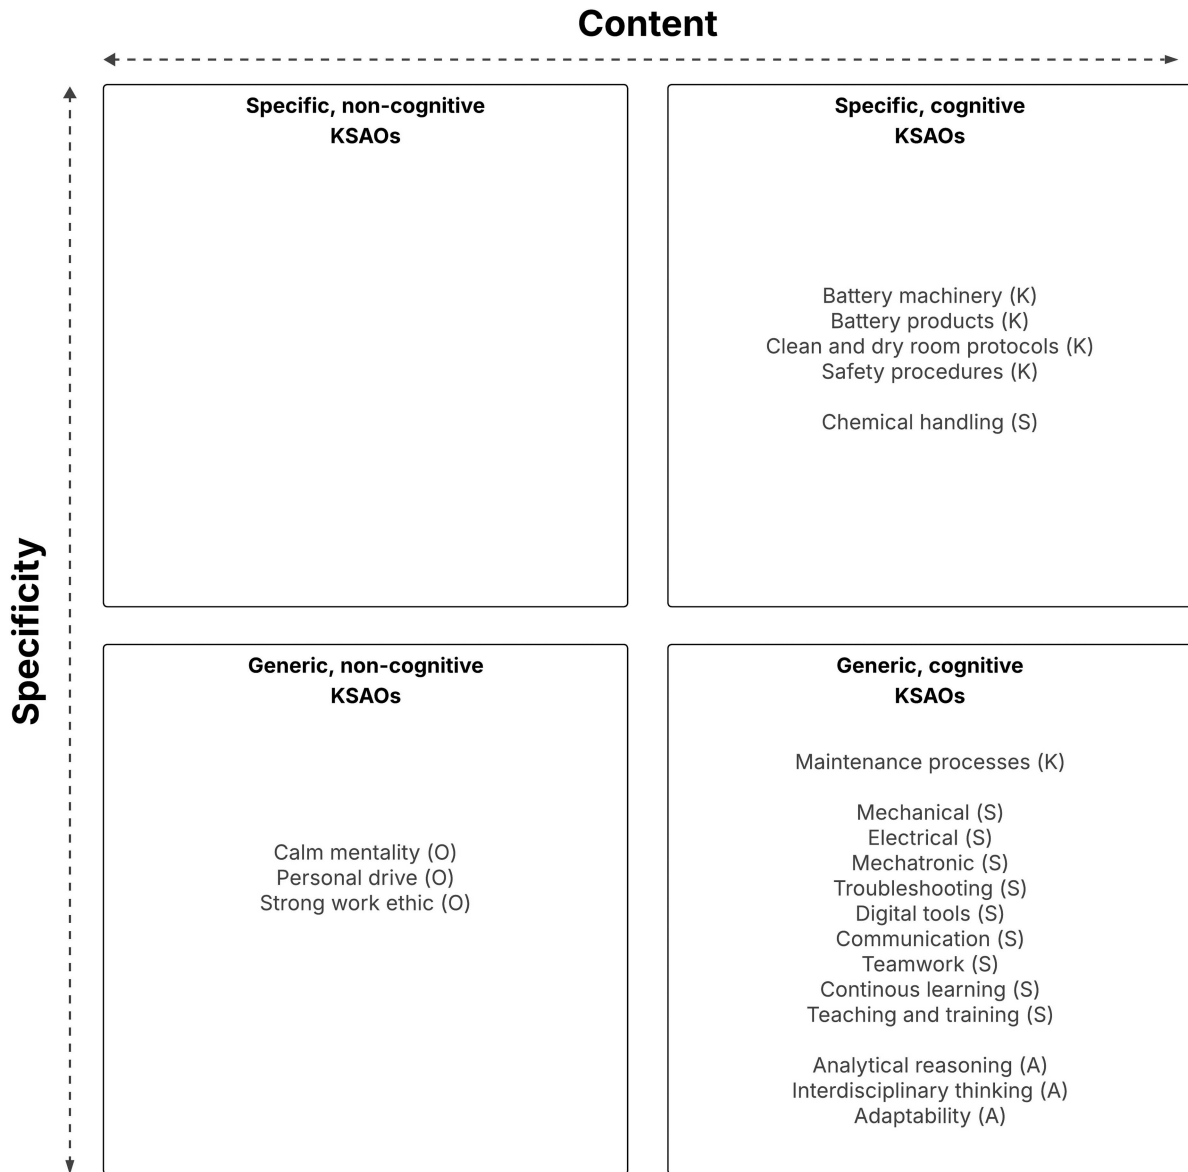 Content
Specificity
Specific, non-cognitive
KSAOs
Specific, cognitive
KSAOs
Battery machinery (K)
Battery products (K)
Clean and dry room protocols (K)
Safety procedures (K)
Chemical handling (S)
Generic, non-cognitive
KSAOs
Calm mentality (O)
Personal drive (O)
Strong work ethic (O)
Generic, cognitive
KSAOs
Maintenance processes (K)
Mechanical (S)
Electrical (S)
Mechatronic (S)
Troubleshooting (S)
Digital tools (S)
Communication (S)
Teamwork (S)
Continous learning (S)
Teaching and training (S)
Analytical reasoning (A)
Interdisciplinary thinking (A)
Adaptability (A)